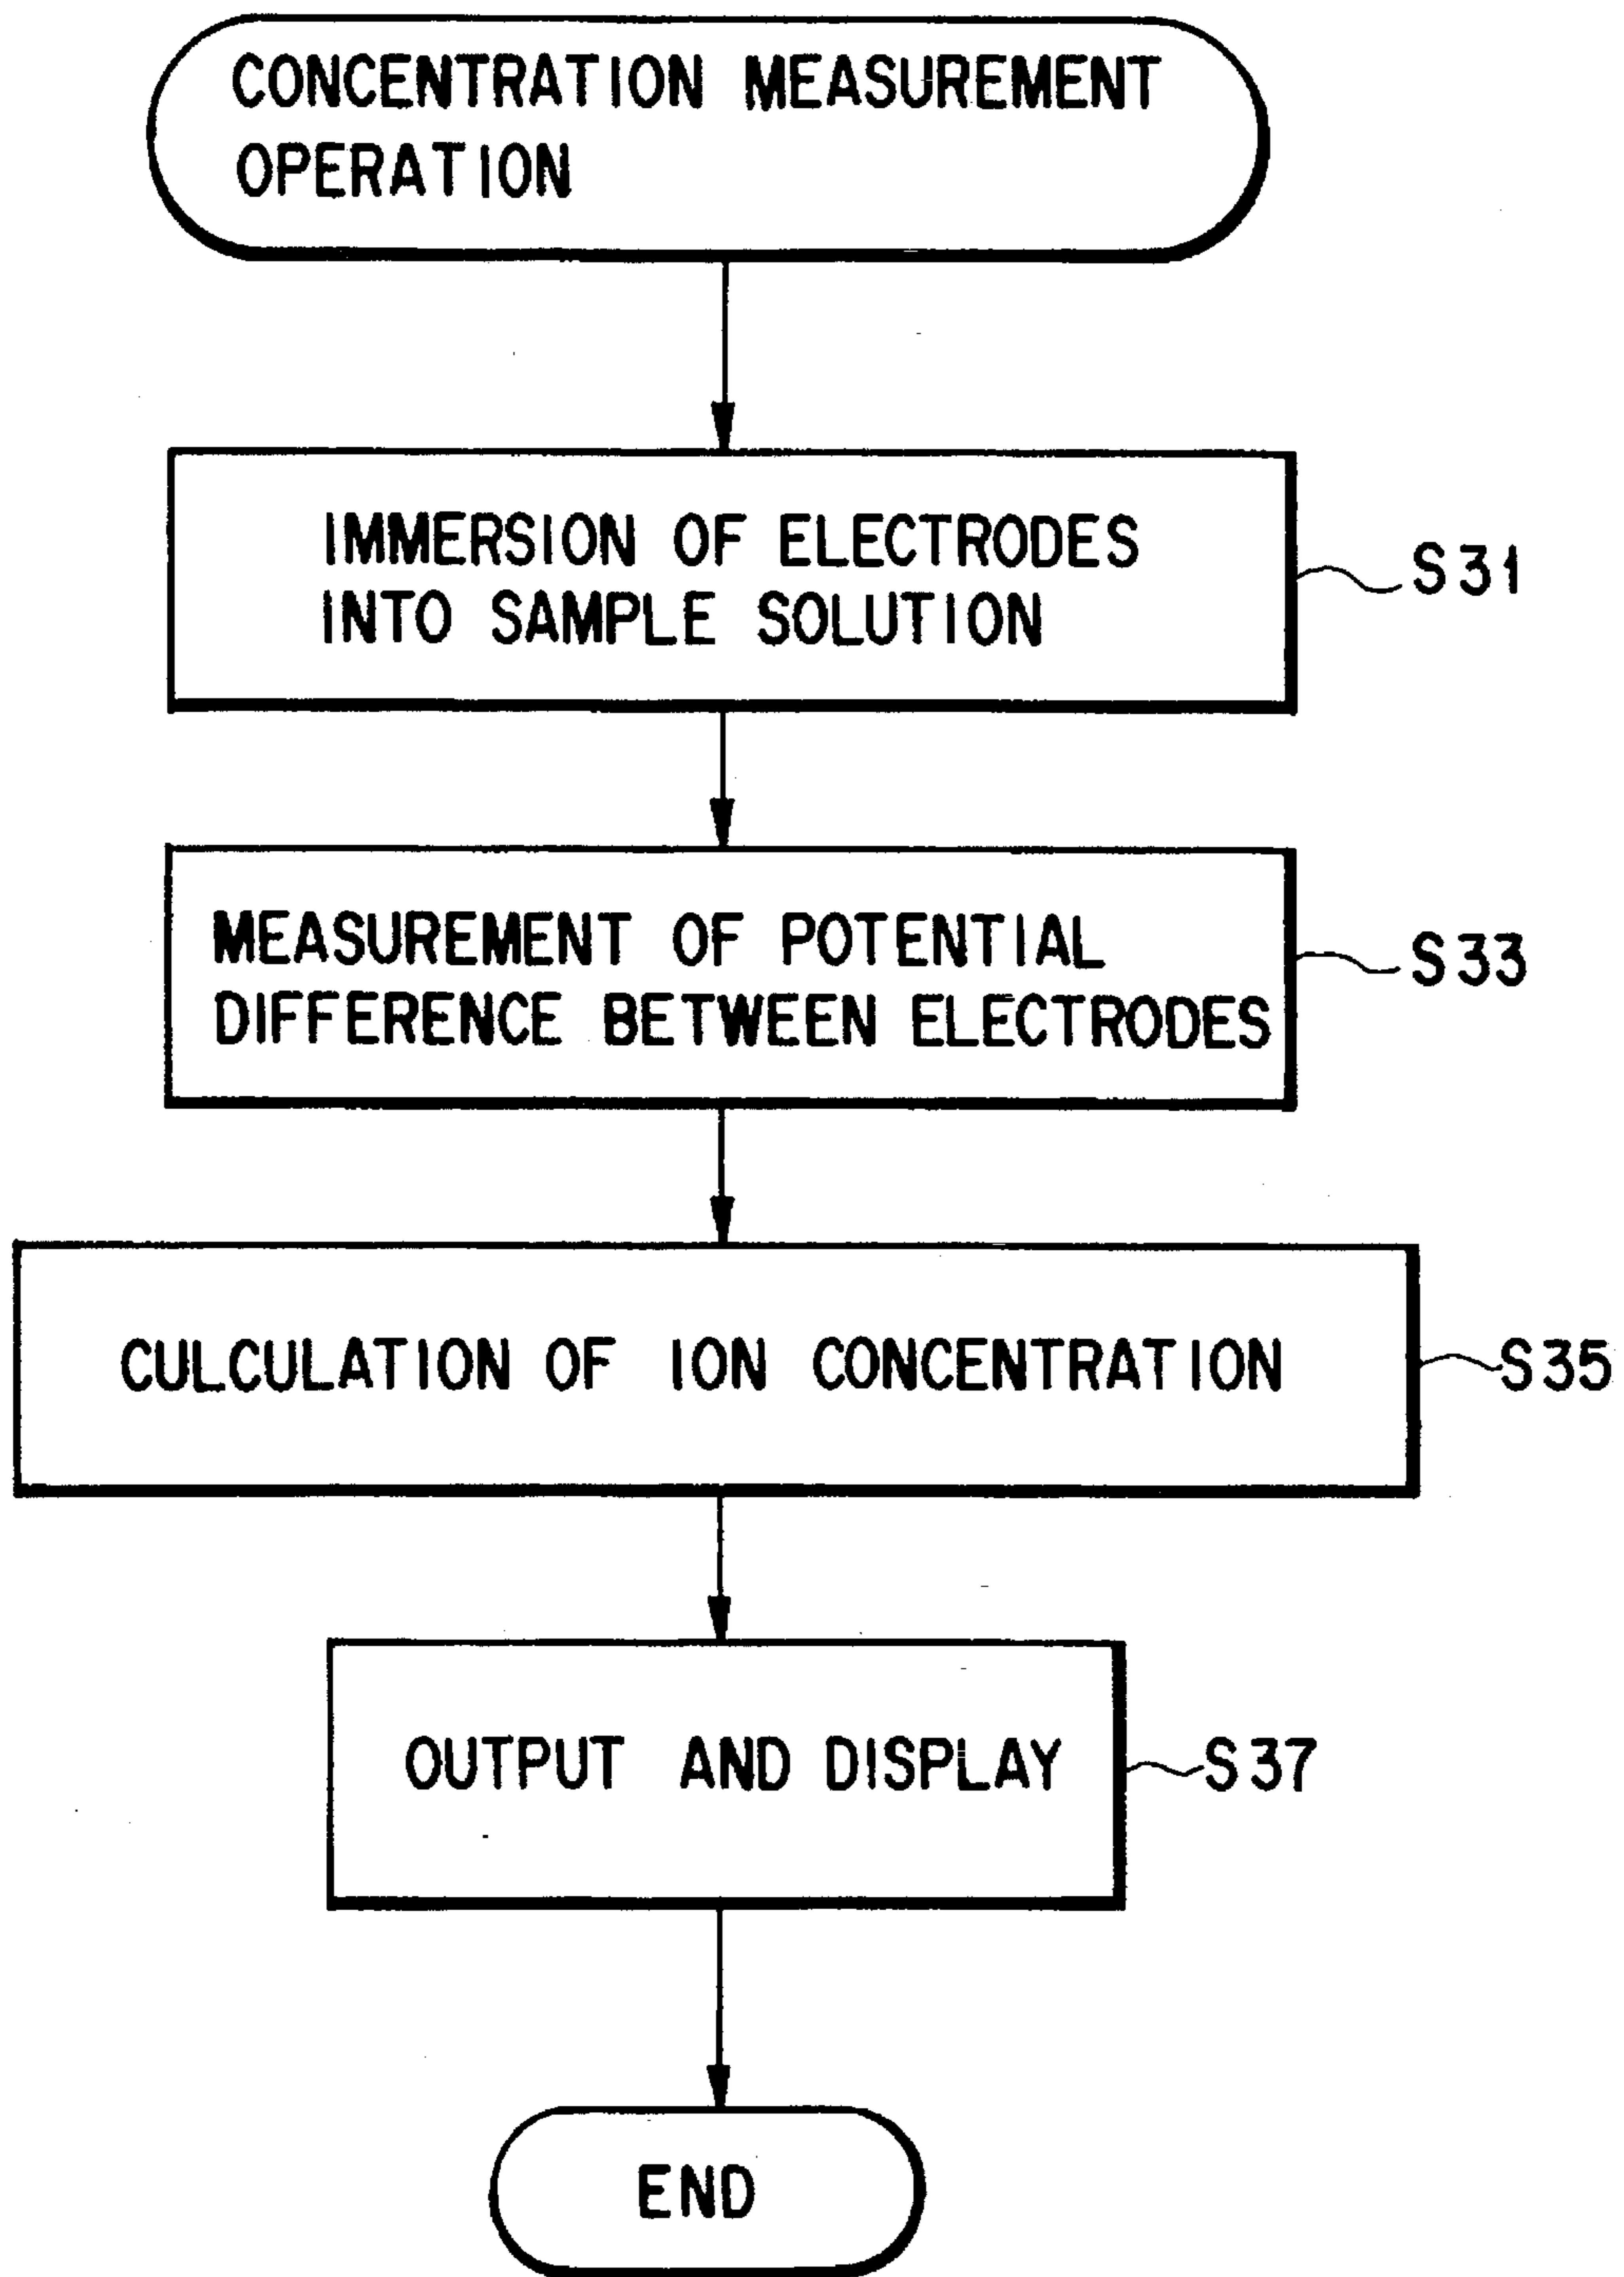 CONCENTRATION MEASUREMENT
OPERATION
IMMERSION OF ELECTRODES
INTO SAMPLE SOLUTION
S31
MEASUREMENT OF POTENTIAL
DIFFERENCE BETWEEN ELECTRODES
S33
CULCULATION OF ION CONCENTRATION
S35
OUTPUT AND DISPLAY
S37
END